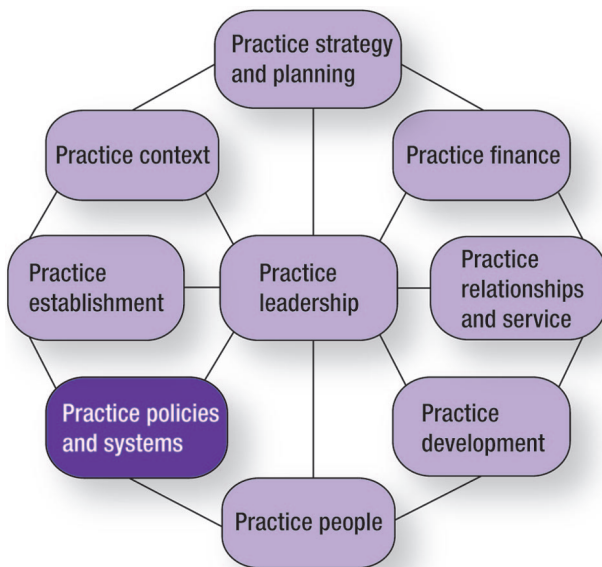 Practice strategy
and planning
Practice context
Practice finance
Practice
establishment
Practice
leadership
Practice
relationships
and service
Practice policies
and systems
Practice
development
Practice people